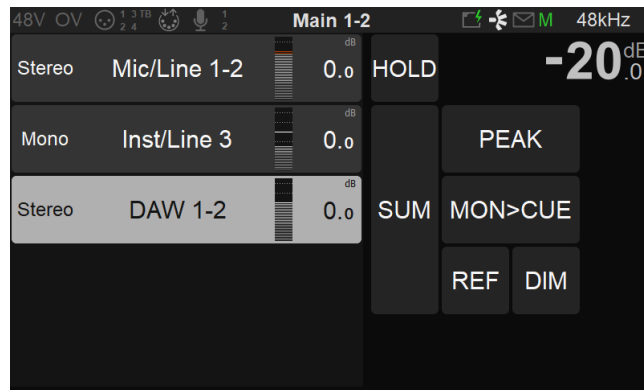 48V OV 1 3 TB 2 4 1 2 Main 1-2 M 48kHz
Stereo Mic/Line 1-2 dB 0.0 HOLD -20.0 dB
Mono Inst/Line 3 dB 0.0 PEAK
Stereo DAW 1-2 dB 0.0 SUM MON>CUE
REF DIM